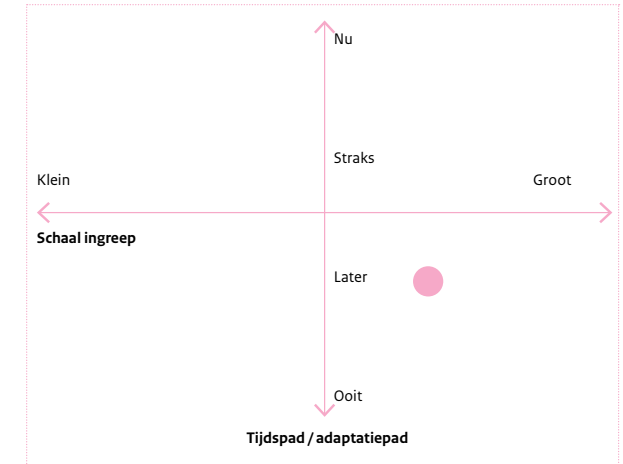 Nu
Straks
Klein
Groot
Schaal ingreep
Later
Ooit
Tijdspad / adaptatiepad